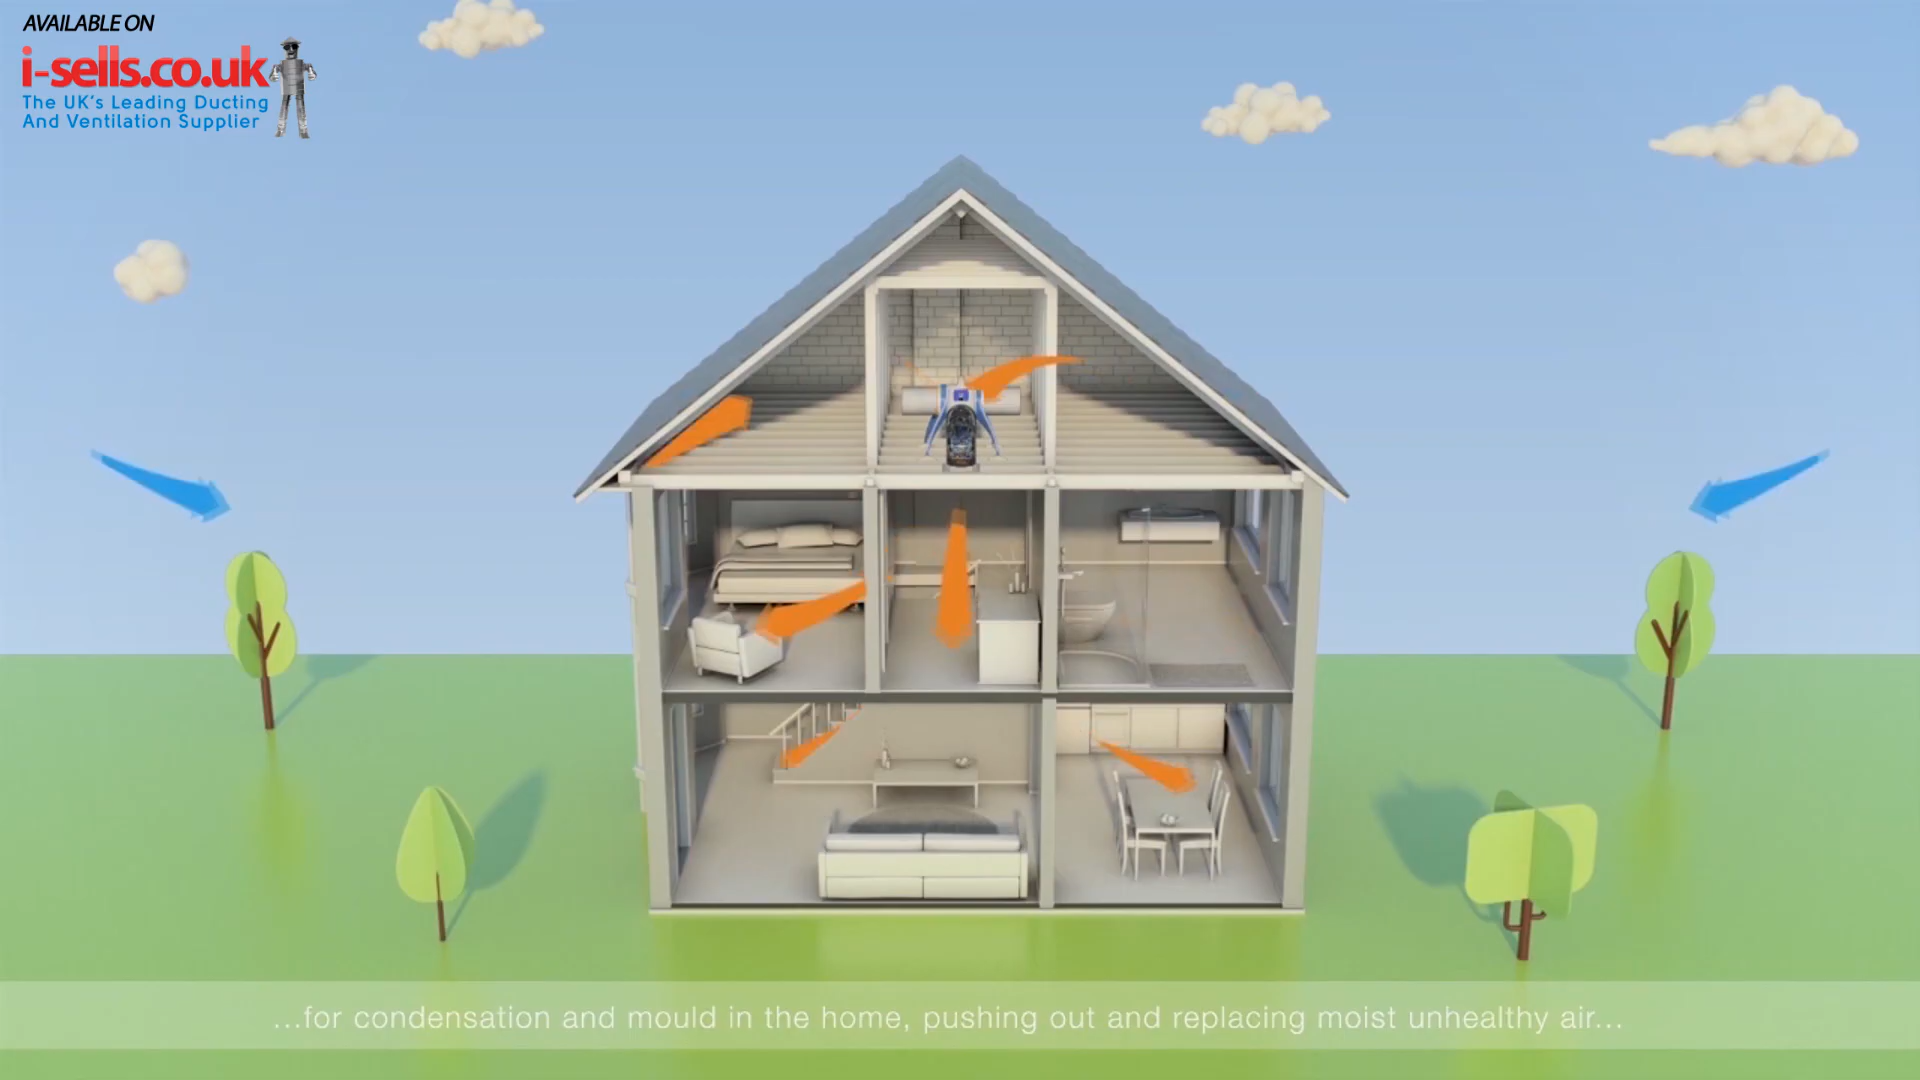 AVAILABLE ON
i-sells.co.uk
The UK's Leading Ducting
And Ventilation Supplier
...for condensation and mould in the home, pushing out and replacing moist unhealthy air...